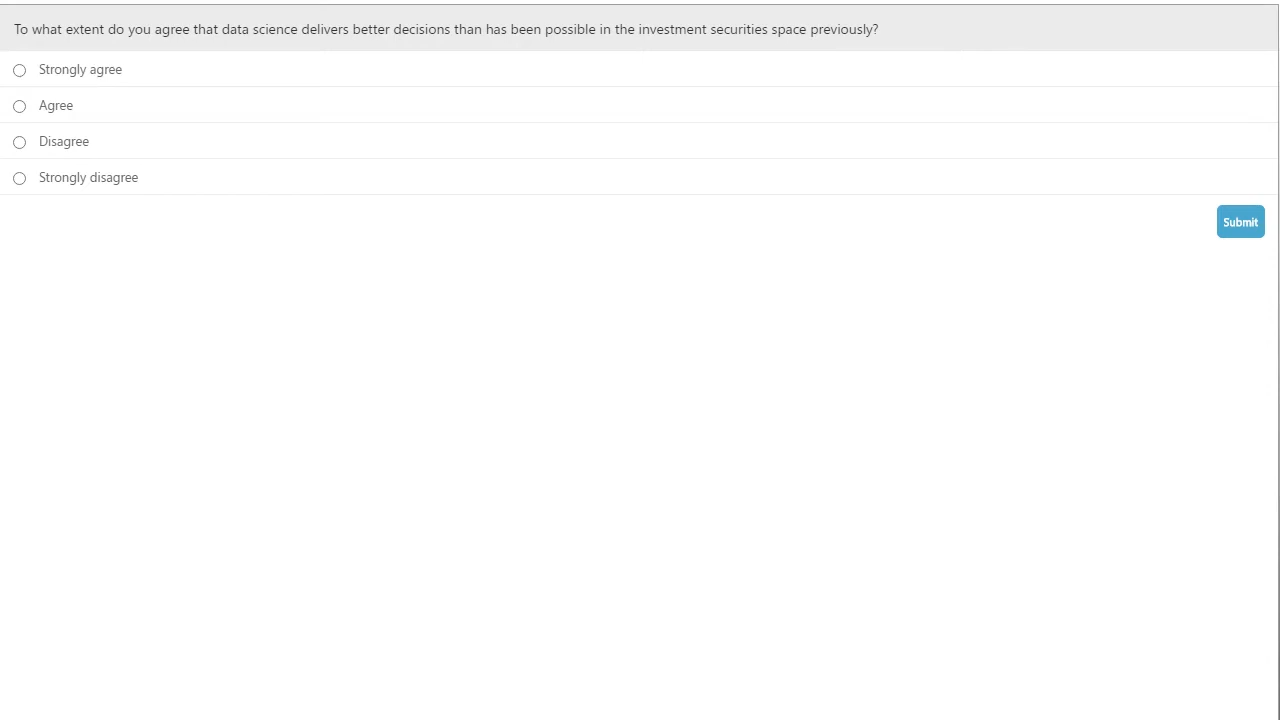 To what extent do you agree that data science delivers better decisions than has been possible in the investment securities space previously?
Strongly agree
Agree
Disagree
Strongly disagree
Submit